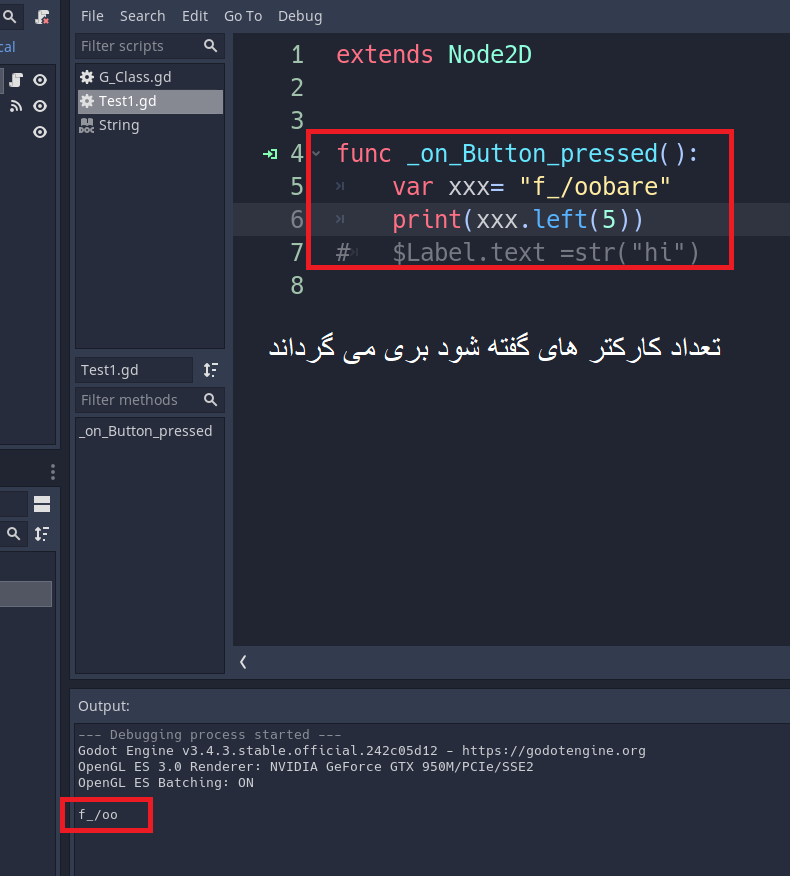 File Search Edit Go To Debug
cal
Filter scripts
G_Class.gd
Test1.gd
String
Test1.gd
Filter methods
_on_Button_pressed
1 extends Node2D
2
3
4 func _on_Button_pressed():
5 var xxx= "f_/oobare"
6 print(xxx.left(5))
7 # $Label.text =str("hi")
8
تعداد کارکتر های گفته شود بری می گرداند
Output:
--- Debugging process started ---
Godot Engine v3.4.3.stable.official.242c05d12 - https://godotengine.org
OpenGL ES 3.0 Renderer: NVIDIA GeForce GTX 950M/PCIe/SSE2
OpenGL ES Batching: ON
f_/oo